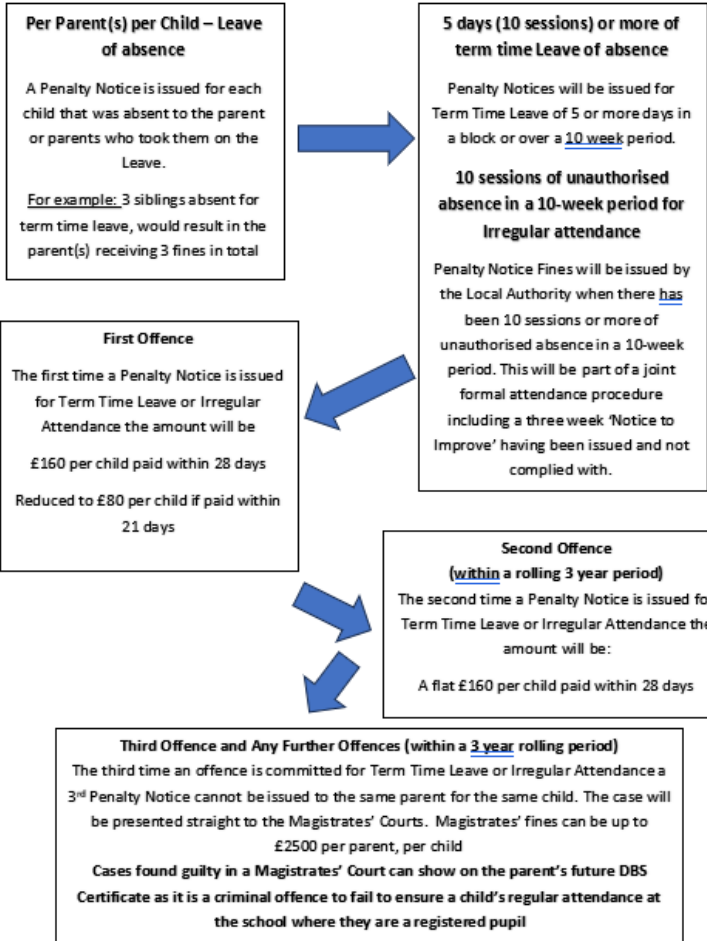 Per Parent(s) per Child – Leave
of absence
A Penalty Notice is issued for each
child that was absent to the parent
or parents who took them on the
Leave.
For example: 3 siblings absent for
term time leave, would result in the
parent(s) receiving 3 fines in total
5 days (10 sessions) or more of
term time Leave of absence
Penalty Notices will be issued for
Term Time Leave of 5 or more days in
a block or over a 10 week period.
10 sessions of unauthorised
absence in a 10-week period for
Irregular attendance
Penalty Notice Fines will be issued by
the Local Authority when there has
been 10 sessions or more of
unauthorised absence in a 10-week
period. This will be part of a joint
formal attendance procedure
including a three week ‘Notice to
Improve’ having been issued and not
complied with.
First Offence
The first time a Penalty Notice is issued
for Term Time Leave or Irregular
Attendance the amount will be
£160 per child paid within 28 days
Reduced to £80 per child if paid within
21 days
Second Offence
(within a rolling 3 year period)
The second time a Penalty Notice is issued fo
Term Time Leave or Irregular Attendance the
amount will be:
A flat £160 per child paid within 28 days
Third Offence and Any Further Offences (within a 3 year rolling period)
The third time an offence is committed for Term Time Leave or Irregular Attendance a
3rd Penalty Notice cannot be issued to the same parent for the same child. The case will
be presented straight to the Magistrates’ Courts. Magistrates’ fines can be up to
£2500 per parent, per child
Cases found guilty in a Magistrates’ Court can show on the parent’s future DBS
Certificate as it is a criminal offence to fail to ensure a child’s regular attendance at
the school where they are a registered pupil